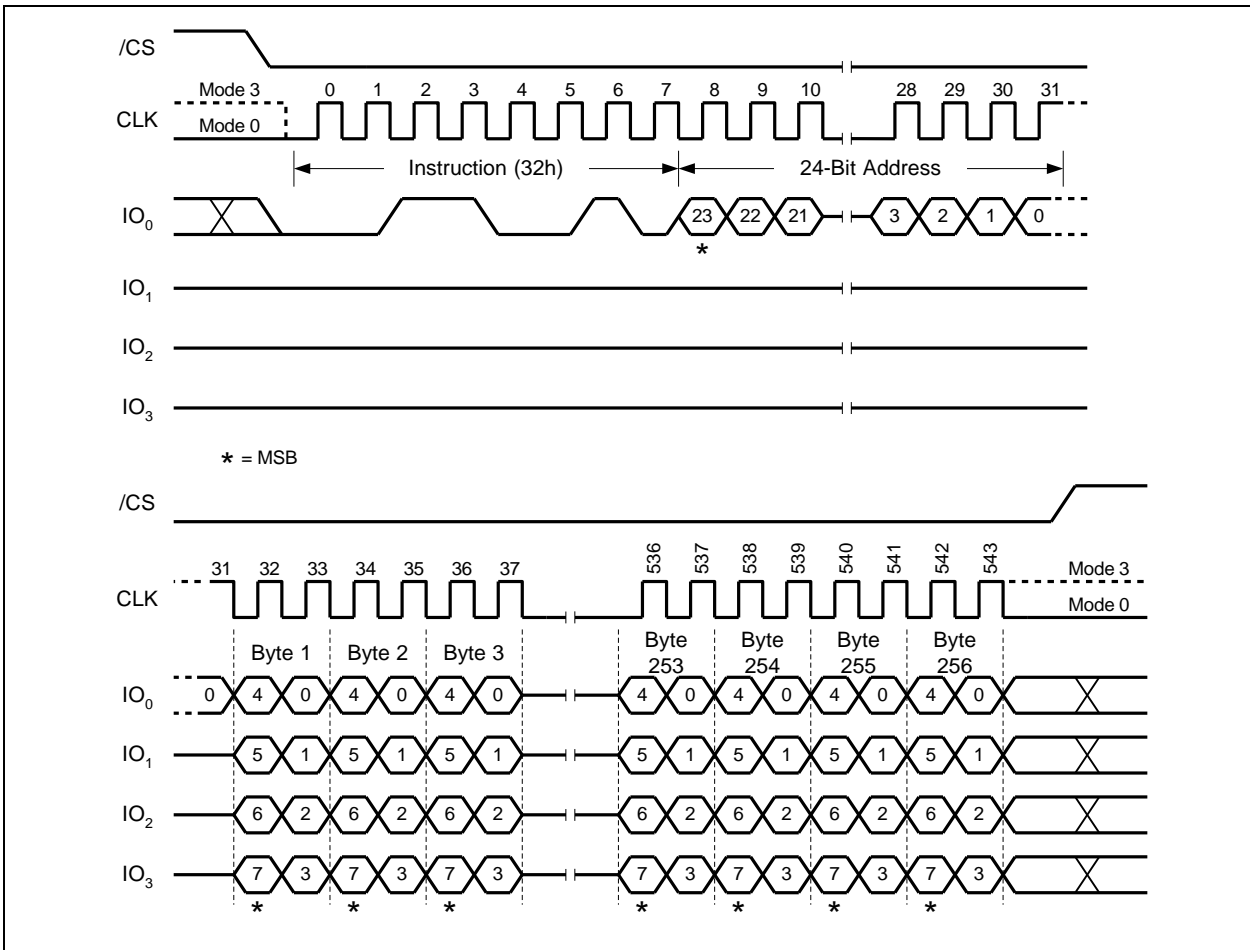 /CS
Mode 3 0 1 2 3 4 5 6 7 8 9 10 28 29 30 31
CLK
Mode 0
Instruction (32h) 24-Bit Address
IO0 23 22 21 3 2 1 0
*
IO1
IO2
IO3
* = MSB
/CS
31 32 33 34 35 36 37 536 537 538 539 540 541 542 543 Mode 3
CLK
Mode 0
Byte 1 Byte 2 Byte 3 Byte 253 Byte 254 Byte 255 Byte 256
IO0 0 4 0 4 0 4 0 4 0 4 0 4 0 4 0
IO1 5 1 5 1 5 1 5 1 5 1 5 1 5 1
IO2 6 2 6 2 6 2 6 2 6 2 6 2 6 2
IO3 7 3 7 3 7 3 7 3 7 3 7 3 7 3
* * * * * * *